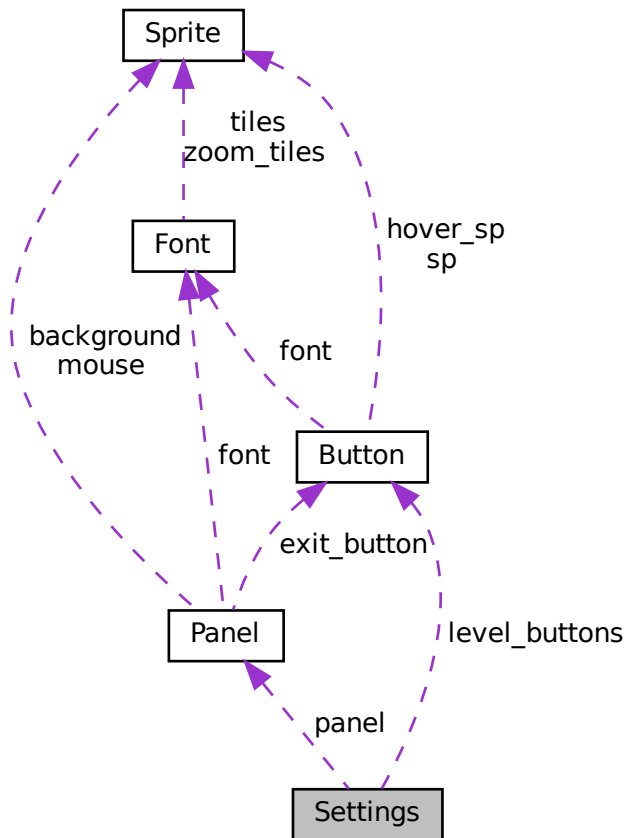 Sprite
tiles
zoom_tiles
hover_sp
sp
Font
background
mouse
font
font
Button
exit_button
Panel
level_buttons
panel
Settings